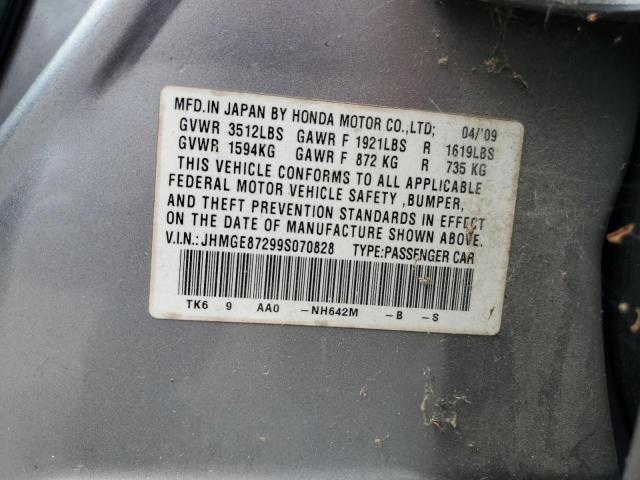 MFD.IN JAPAN BY HONDA MOTOR CO.,LTD; 04/'09
GVWR 3512LBS GAWR F 1921LBS R 1619LBS
GVWR 1594KG GAWR F 872 KG R 735 KG
THIS VEHICLE CONFORMS TO ALL APPLICABLE
FEDERAL MOTOR VEHICLE SAFETY ,BUMPER,
AND THEFT PREVENTION STANDARDS IN EFFECT
ON THE DATE OF MANUFACTURE SHOWN ABOVE.
V.I.N.: JHMGE87299S070828 TYPE:PASSENGER CAR
TK6 9 AA0 -NH642M -B -S